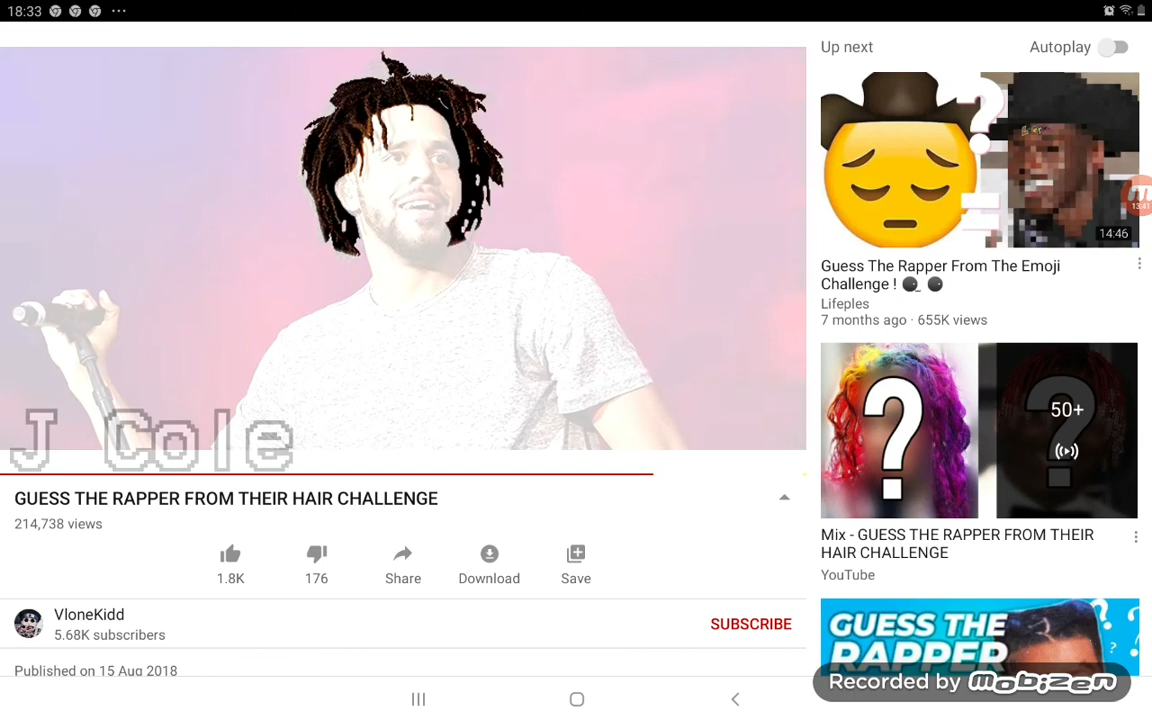 18:33
Up next
Autoplay
14:46
Guess The Rapper From The Emoji
Challenge !
Lifeples
7 months ago · 655K views
13:41
J Cole
GUESS THE RAPPER FROM THEIR HAIR CHALLENGE
214,738 views
1.8K
176
Share
Download
Save
VloneKidd
5.68K subscribers
SUBSCRIBE
Published on 15 Aug 2018
50+
Mix - GUESS THE RAPPER FROM THEIR
HAIR CHALLENGE
YouTube
GUESS THE
RAPPER
Recorded by mobizen